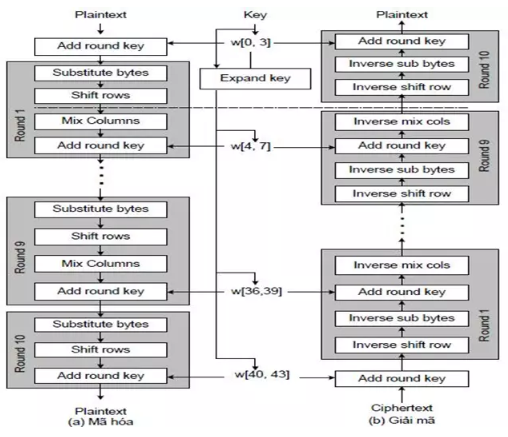 Plaintext
Add round key
Substitute bytes
Shift rows
Mix Columns
Add round key
Round 1
Substitute bytes
Shift rows
Mix Columns
Add round key
Round 9
Substitute bytes
Shift rows
Add round key
Round 10
Plaintext
(a) Mã hóa
Key
w[0, 3]
Expand key
w[4, 7]
w[36,39]
w[40, 43]
Plaintext
Add round key
Inverse sub bytes
Inverse shift row
Round 10
Inverse mix cols
Add round key
Inverse sub bytes
Inverse shift row
Round 9
Inverse mix cols
Add round key
Inverse sub bytes
Inverse shift row
Round 1
Add round key
Ciphertext
(b) Giải mã